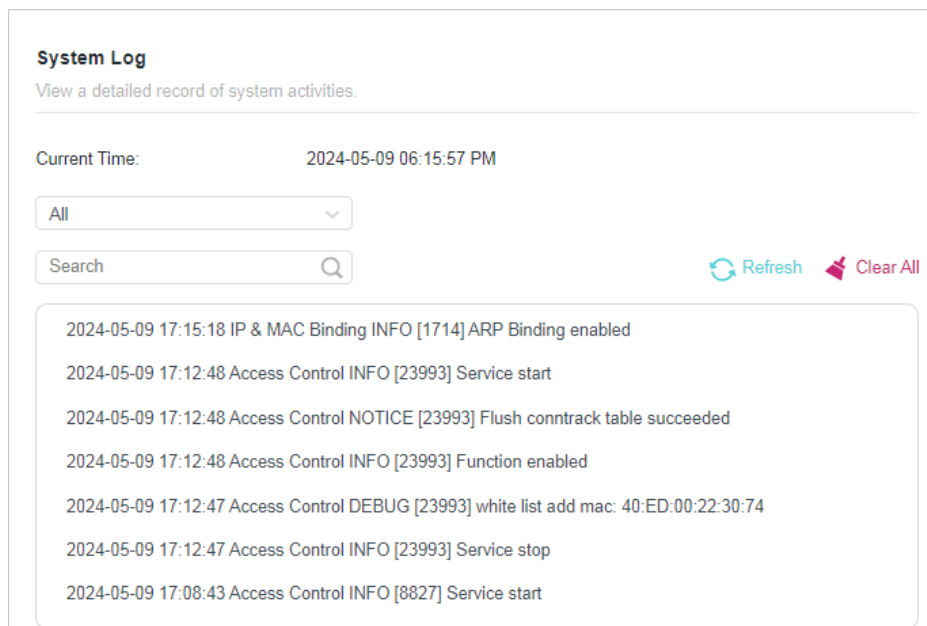 System Log
View a detailed record of system activities.
Current Time: 2024-05-09 06:15:57 PM
All
Search
Refresh Clear All
2024-05-09 17:15:18 IP & MAC Binding INFO [1714] ARP Binding enabled
2024-05-09 17:12:48 Access Control INFO [23993] Service start
2024-05-09 17:12:48 Access Control NOTICE [23993] Flush conntrack table succeeded
2024-05-09 17:12:48 Access Control INFO [23993] Function enabled
2024-05-09 17:12:47 Access Control DEBUG [23993] white list add mac: 40:ED:00:22:30:74
2024-05-09 17:12:47 Access Control INFO [23993] Service stop
2024-05-09 17:08:43 Access Control INFO [8827] Service start